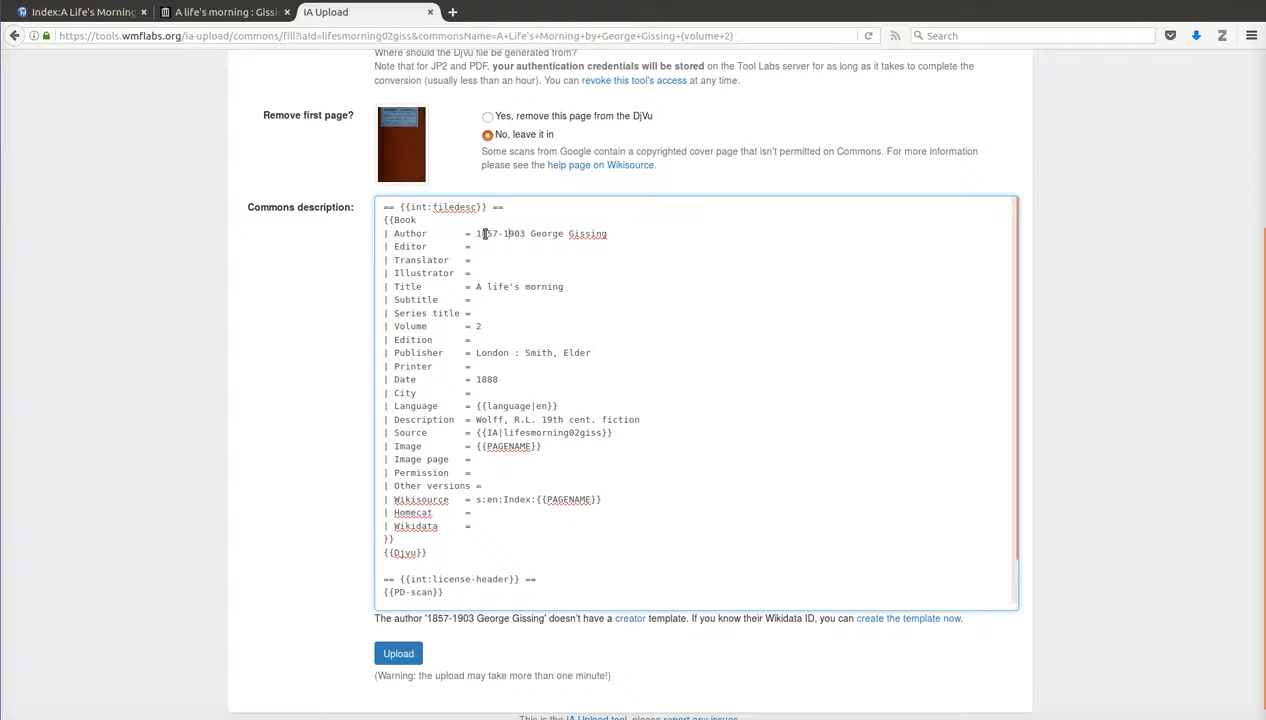 Index:A Life's Morning
A life's morning : Gissi
IA Upload
https://tools.wmflabs.org/ia-upload/commons/fill?iaId=lifesmorning02giss&commonsName=A+Life's+Morning+by+George+Gissing+(volume+2)
Search
Where should the DjVu file be generated from?
Note that for JP2 and PDF, your authentication credentials will be stored on the Tool Labs server for as long as it takes to complete the
conversion (usually less than an hour). You can revoke this tool's access at any time.
Remove first page?
Yes, remove this page from the DjVu
No, leave it in
Some scans from Google contain a copyrighted cover page that isn't permitted on Commons. For more information
please see the help page on Wikisource.
Commons description:
== {{int:filedesc}} ==
{{Book
| Author = 1857-1903 George Gissing
| Editor =
| Translator =
| Illustrator =
| Title = A life's morning
| Subtitle =
| Series title =
| Volume = 2
| Edition =
| Publisher = London : Smith, Elder
| Printer =
| Date = 1888
| City =
| Language = {{language|en}}
| Description = Wolff, R.L. 19th cent. fiction
| Source = {{IA|lifesmorning02giss}}
| Image = {{PAGENAME}}
| Image page =
| Permission =
| Other versions =
| Wikisource = s:en:Index:{{PAGENAME}}
| Homecat =
| Wikidata =
}}
{{Djvu}}
== {{int:license-header}} ==
{{PD-scan}}
The author '1857-1903 George Gissing' doesn't have a creator template. If you know their Wikidata ID, you can create the template now.
Upload
(Warning: the upload may take more than one minute!)
This is the IA Upload tool, please report any issues.